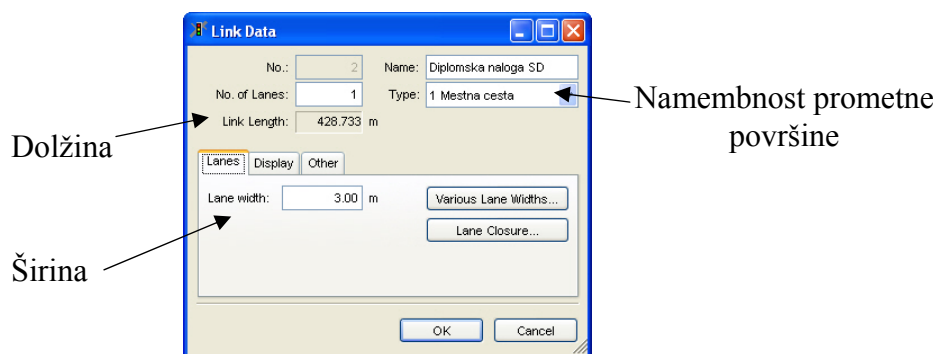 Link Data
No.: 2 Name: Diplomska naloga SD
No. of Lanes: 1 Type: 1 Mestna cesta
Link Length: 428.733 m
Namembnost prometne
površine
Dolžina
Lanes Display Other
Lane width: 3.00 m Various Lane Widths...
Lane Closure...
Širina
OK Cancel